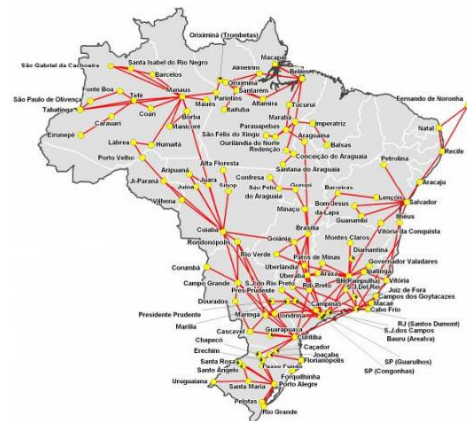 Oriximiná (Trombetas)
Macapá
Santa Isabel do Rio Negro
São Gabriel da Cachoeira
Barcelos
Almeirim
Belém
Oriximina
Santarém
Fonte Boa
Tefé
Manaus
Parintins
Maués
Altamira
Itaituba
Tucuruí
Fernando de Noronha
São Paulo de Olivença
Tabatinga
Coari
Borba
Manicoré
Marabá
Parauapebas
Imperatriz
Natal
Carauari
São Félix do Xingu
Araguaína
Eirunepé
Ourilandia do Norte
Redenção
Balsas
Recife
Lábrea
Humaitá
Conceição do Araguaia
Petrolina
Porto Velho
Santana do Araguaia
Alta Floresta
Aracaju
Aripuanã
Confresa
Barreiras
Lençóis
Ji-Paraná
Juína
Juara
Sinop
São Felix
do Araguaia
Gurupi
Salvador
Bom Jesus
da Lapa
Vilhena
Minaçu
Ilhéus
Guanambi
Vitória da Conquista
Cuiabá
Brasília
Montes Claros
Rondonópolis
Goiânia
Diamantina
Rio Verde
Patos de Minas
Governador Valadares
Corumbá
Uberlândia
Araxá
Ipatinga
Uberaba
BH/Pampulha
Vitória
Campo Grande
S.J.do Rio Preto
Rib.Preto
S.J.Del Rei
Juiz de Fora
Pres.Prudente
Campos dos Goytacazes
Dourados
Campinas
Macaé
Presidente Prudente
Maringá
Londrina
Cabo Frio
Marília
RJ (Santos Dumont)
Cascavel
Guarapuava
S.J.dos Campos
Curitiba
Bauru (Arealva)
Chapecó
Caçador
Erechim
Joaçaba
SP (Guarulhos)
Santa Rosa
Passo Fundo
Florianópolis
SP (Congonhas)
Santo Ângelo
Forquilhinha
Uruguaiana
Santa Maria
Porto Alegre
Pelotas
Rio Grande